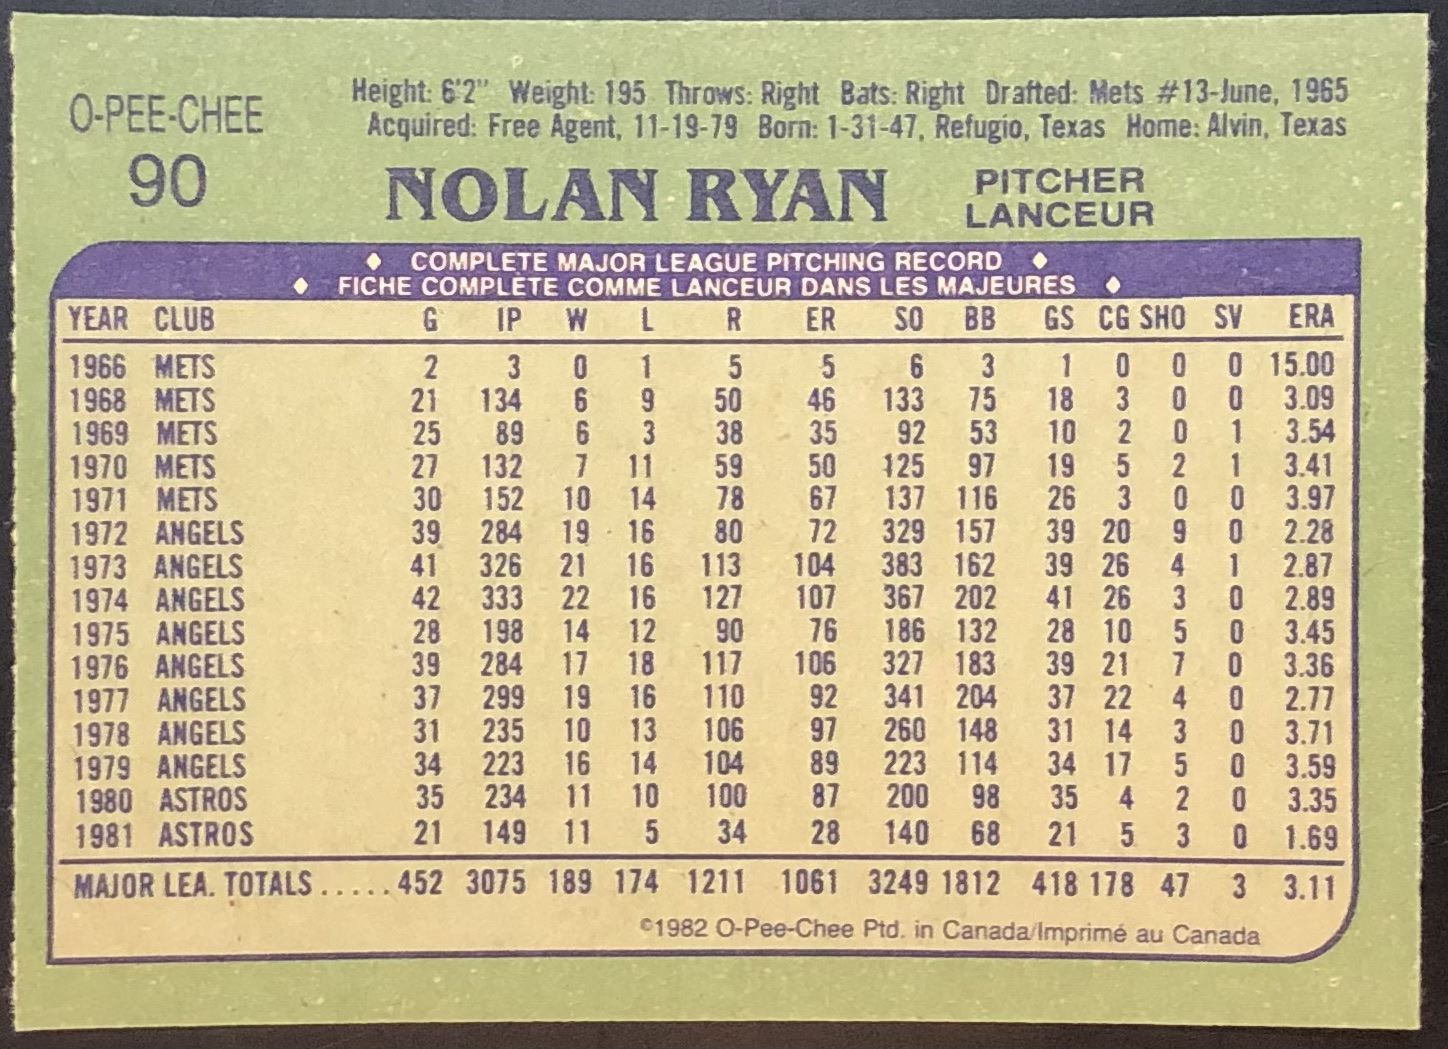 Height: 6'2" Weight: 195 Throws: Right Bats: Right Drafted: Mets #13-June, 1965
O-PEE-CHEE
Acquired: Free Agent, 11-19-79 Born: 1-31-47, Refugio, Texas Home: Alvin, Texas
90
NOLAN RYAN
PITCHER
LANCEUR
♦ COMPLETE MAJOR LEAGUE PITCHING RECORD ♦
♦ FICHE COMPLÈTE COMME LANCEUR DANS LES MAJEURES ♦
YEAR CLUB G IP W L R ER SO BB GS CG SHO SV ERA
1966 METS 2 3 0 1 5 5 6 3 1 0 0 0 15.00
1968 METS 21 134 6 9 50 46 133 75 18 3 0 0 3.09
1969 METS 25 89 6 3 38 35 92 53 10 2 0 1 3.54
1970 METS 27 132 7 11 59 50 125 97 19 5 2 1 3.41
1971 METS 30 152 10 14 78 67 137 116 26 3 0 0 3.97
1972 ANGELS 39 284 19 16 80 72 329 157 39 20 9 0 2.28
1973 ANGELS 41 326 21 16 113 104 383 162 39 26 4 1 2.87
1974 ANGELS 42 333 22 16 127 107 367 202 41 26 3 0 2.89
1975 ANGELS 28 198 14 12 90 76 186 132 28 10 5 0 3.45
1976 ANGELS 39 284 17 18 117 106 327 183 39 21 7 0 3.36
1977 ANGELS 37 299 19 16 110 92 341 204 37 22 4 0 2.77
1978 ANGELS 31 235 10 13 106 97 260 148 31 14 3 0 3.71
1979 ANGELS 34 223 16 14 104 89 223 114 34 17 5 0 3.59
1980 ASTROS 35 234 11 10 100 87 200 98 35 4 2 0 3.35
1981 ASTROS 21 149 11 5 34 28 140 68 21 5 3 0 1.69
MAJOR LEA. TOTALS.....452 3075 189 174 1211 1061 3249 1812 418 178 47 3 3.11
©1982 O-Pee-Chee Ptd. in Canada/Imprimé au Canada